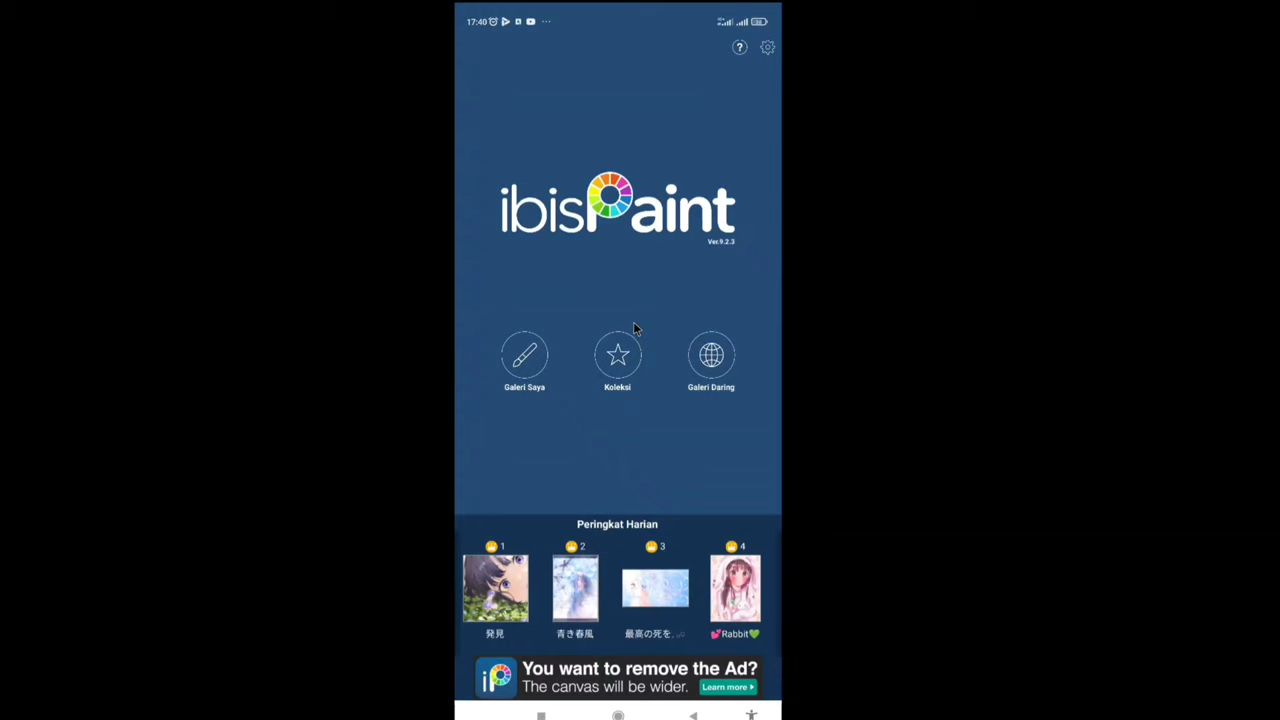 17:40
?
ibisPaint
Ver.9.2.3
Galeri Saya
Koleksi
Galeri Daring
Peringkat Harian
1
2
3
4
発見
青き春風
最高の死を
💕Rabbit💚
iP
You want to remove the Ad?
The canvas will be wider.
Learn more